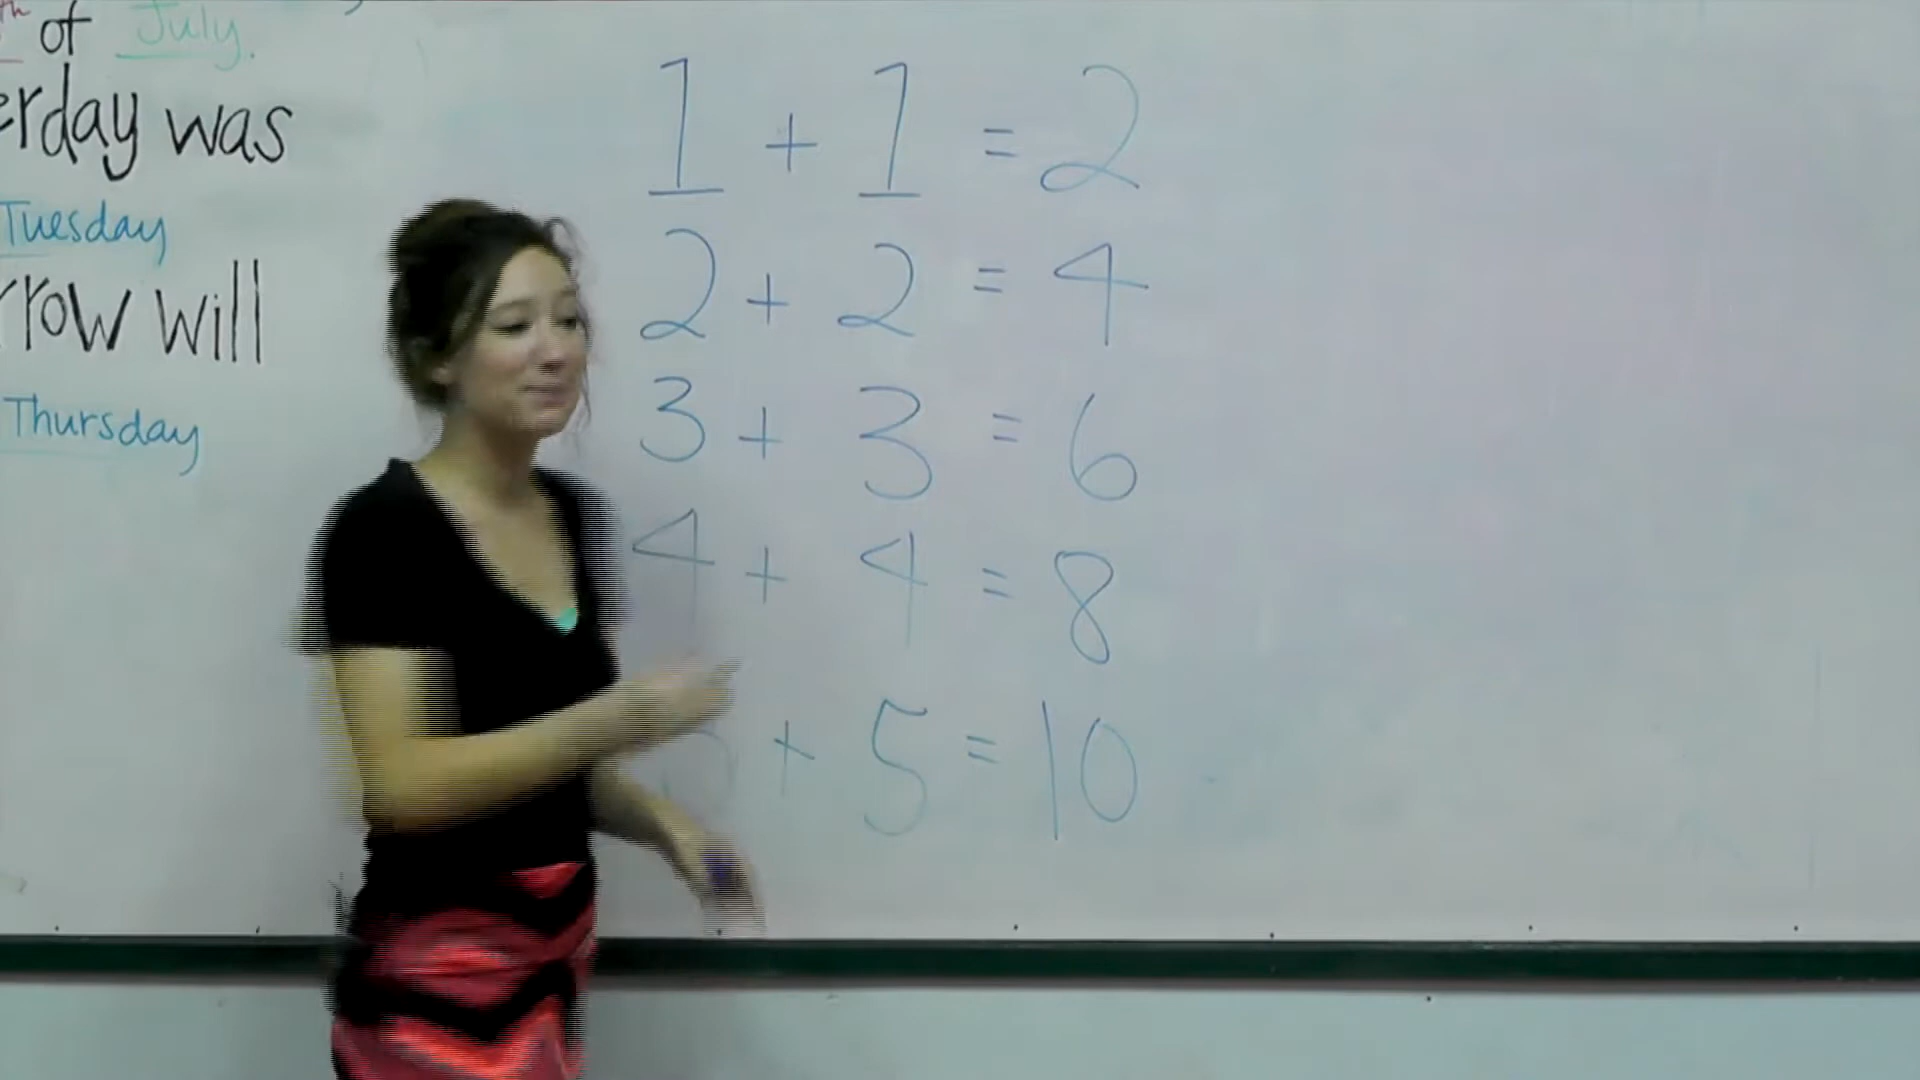 th of July.
erday was
Tuesday
rrow will
Thursday
1 + 1 = 2
2 + 2 = 4
3 + 3 = 6
4 + 4 = 8
+ 5 = 10